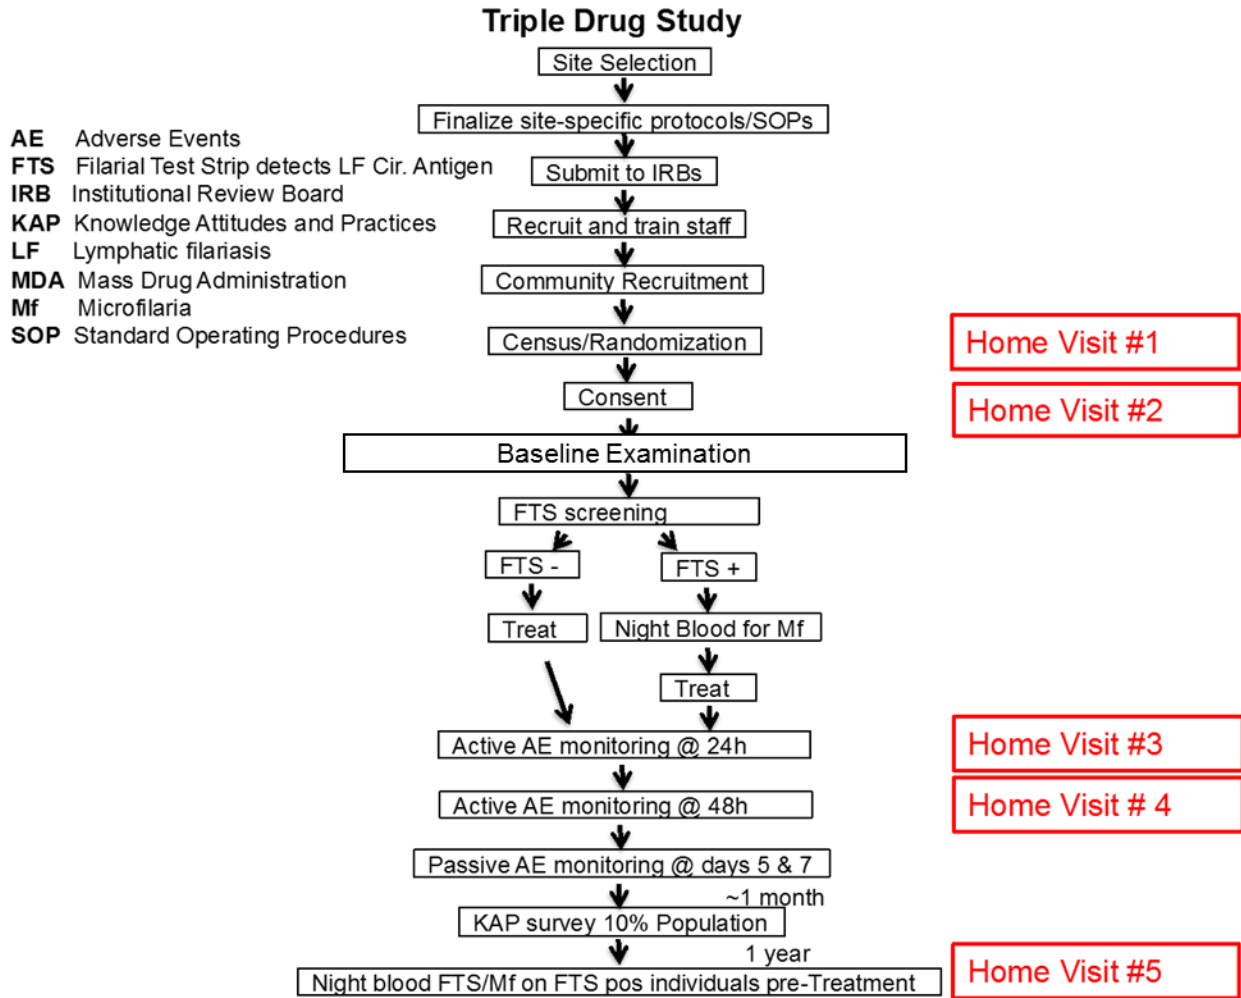 Triple Drug Study
Site Selection
Finalize site-specific protocols/SOPs
AE Adverse Events
FTS Filarial Test Strip detects LF Cir. Antigen
IRB Institutional Review Board
KAP Knowledge Attitudes and Practices
LF Lymphatic filariasis
MDA Mass Drug Administration
Mf Microfilaria
SOP Standard Operating Procedures
Submit to IRBs
Recruit and train staff
Community Recruitment
Census/Randomization
Home Visit #1
Consent
Home Visit #2
Baseline Examination
FTS screening
FTS -
FTS +
Treat
Night Blood for Mf
Treat
Active AE monitoring @ 24h
Home Visit #3
Active AE monitoring @ 48h
Home Visit # 4
Passive AE monitoring @ days 5 & 7
~1 month
KAP survey 10% Population
1 year
Night blood FTS/Mf on FTS pos individuals pre-Treatment
Home Visit #5